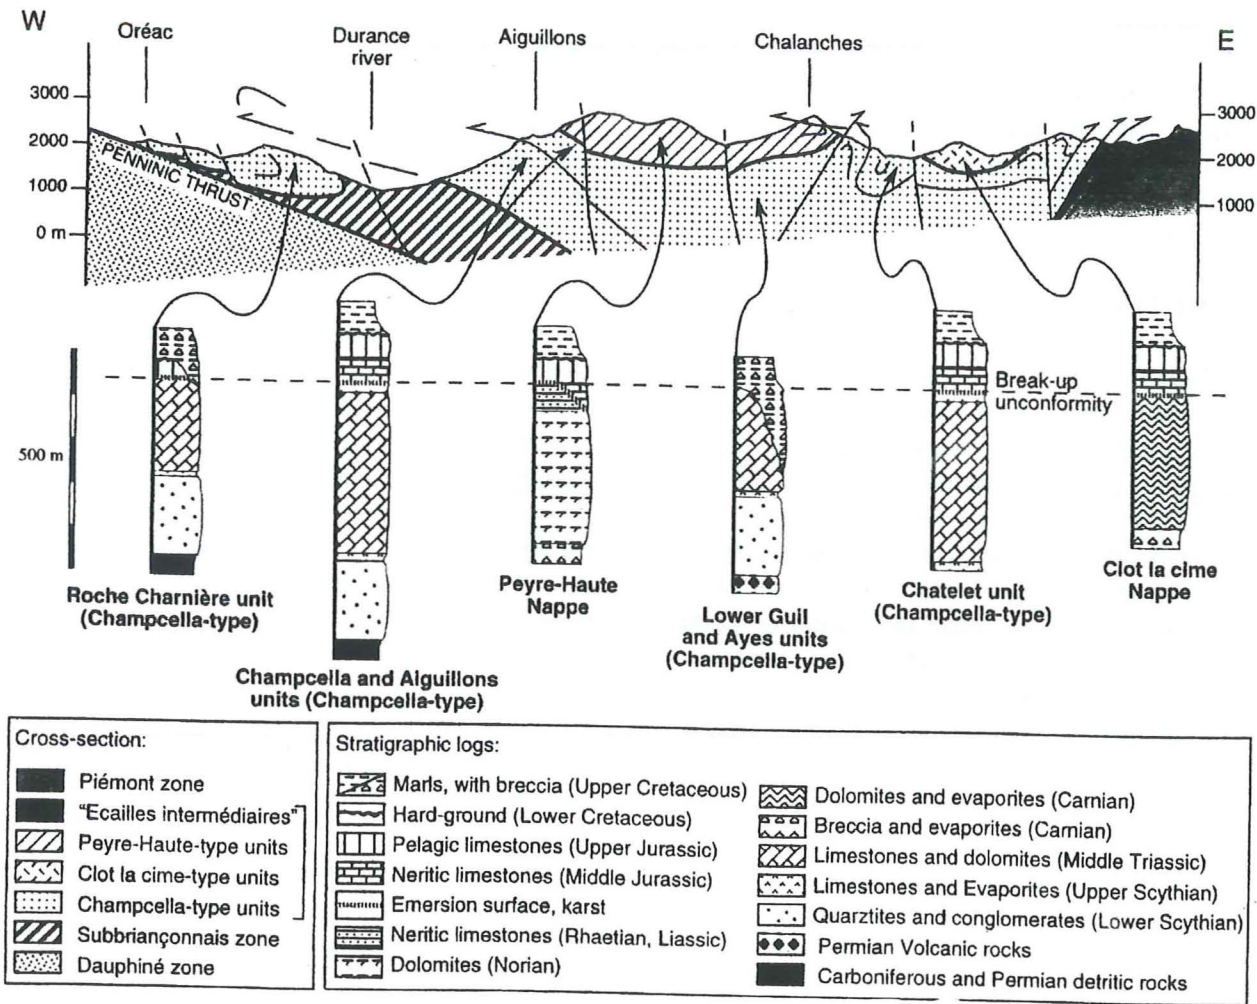 W
E
Oréac
Durance
river
Aiguillons
Chalanches
3000
2000
1000
0 m
3000
2000
1000
PENNINIC THRUST
500 m
Break-up
unconformity
Roche Charnière unit
(Champcella-type)
Champcella and Aiguillons
units (Champcella-type)
Peyre-Haute
Nappe
Lower Guil
and Ayes units
(Champcella-type)
Chatelet unit
(Champcella-type)
Clot la cime
Nappe
Cross-section:
Piémont zone
"Ecailles intermédiaires"
Peyre-Haute-type units
Clot la cime-type units
Champcella-type units
Subbriançonnais zone
Dauphiné zone
Stratigraphic logs:
Marls, with breccia (Upper Cretaceous)
Hard-ground (Lower Cretaceous)
Pelagic limestones (Upper Jurassic)
Neritic limestones (Middle Jurassic)
Emersion surface, karst
Neritic limestones (Rhaetian, Liassic)
Dolomites (Norian)
Dolomites and evaporites (Carnian)
Breccia and evaporites (Carnian)
Limestones and dolomites (Middle Triassic)
Limestones and Evaporites (Upper Scythian)
Quarztites and conglomerates (Lower Scythian)
Permian Volcanic rocks
Carboniferous and Permian detritic rocks